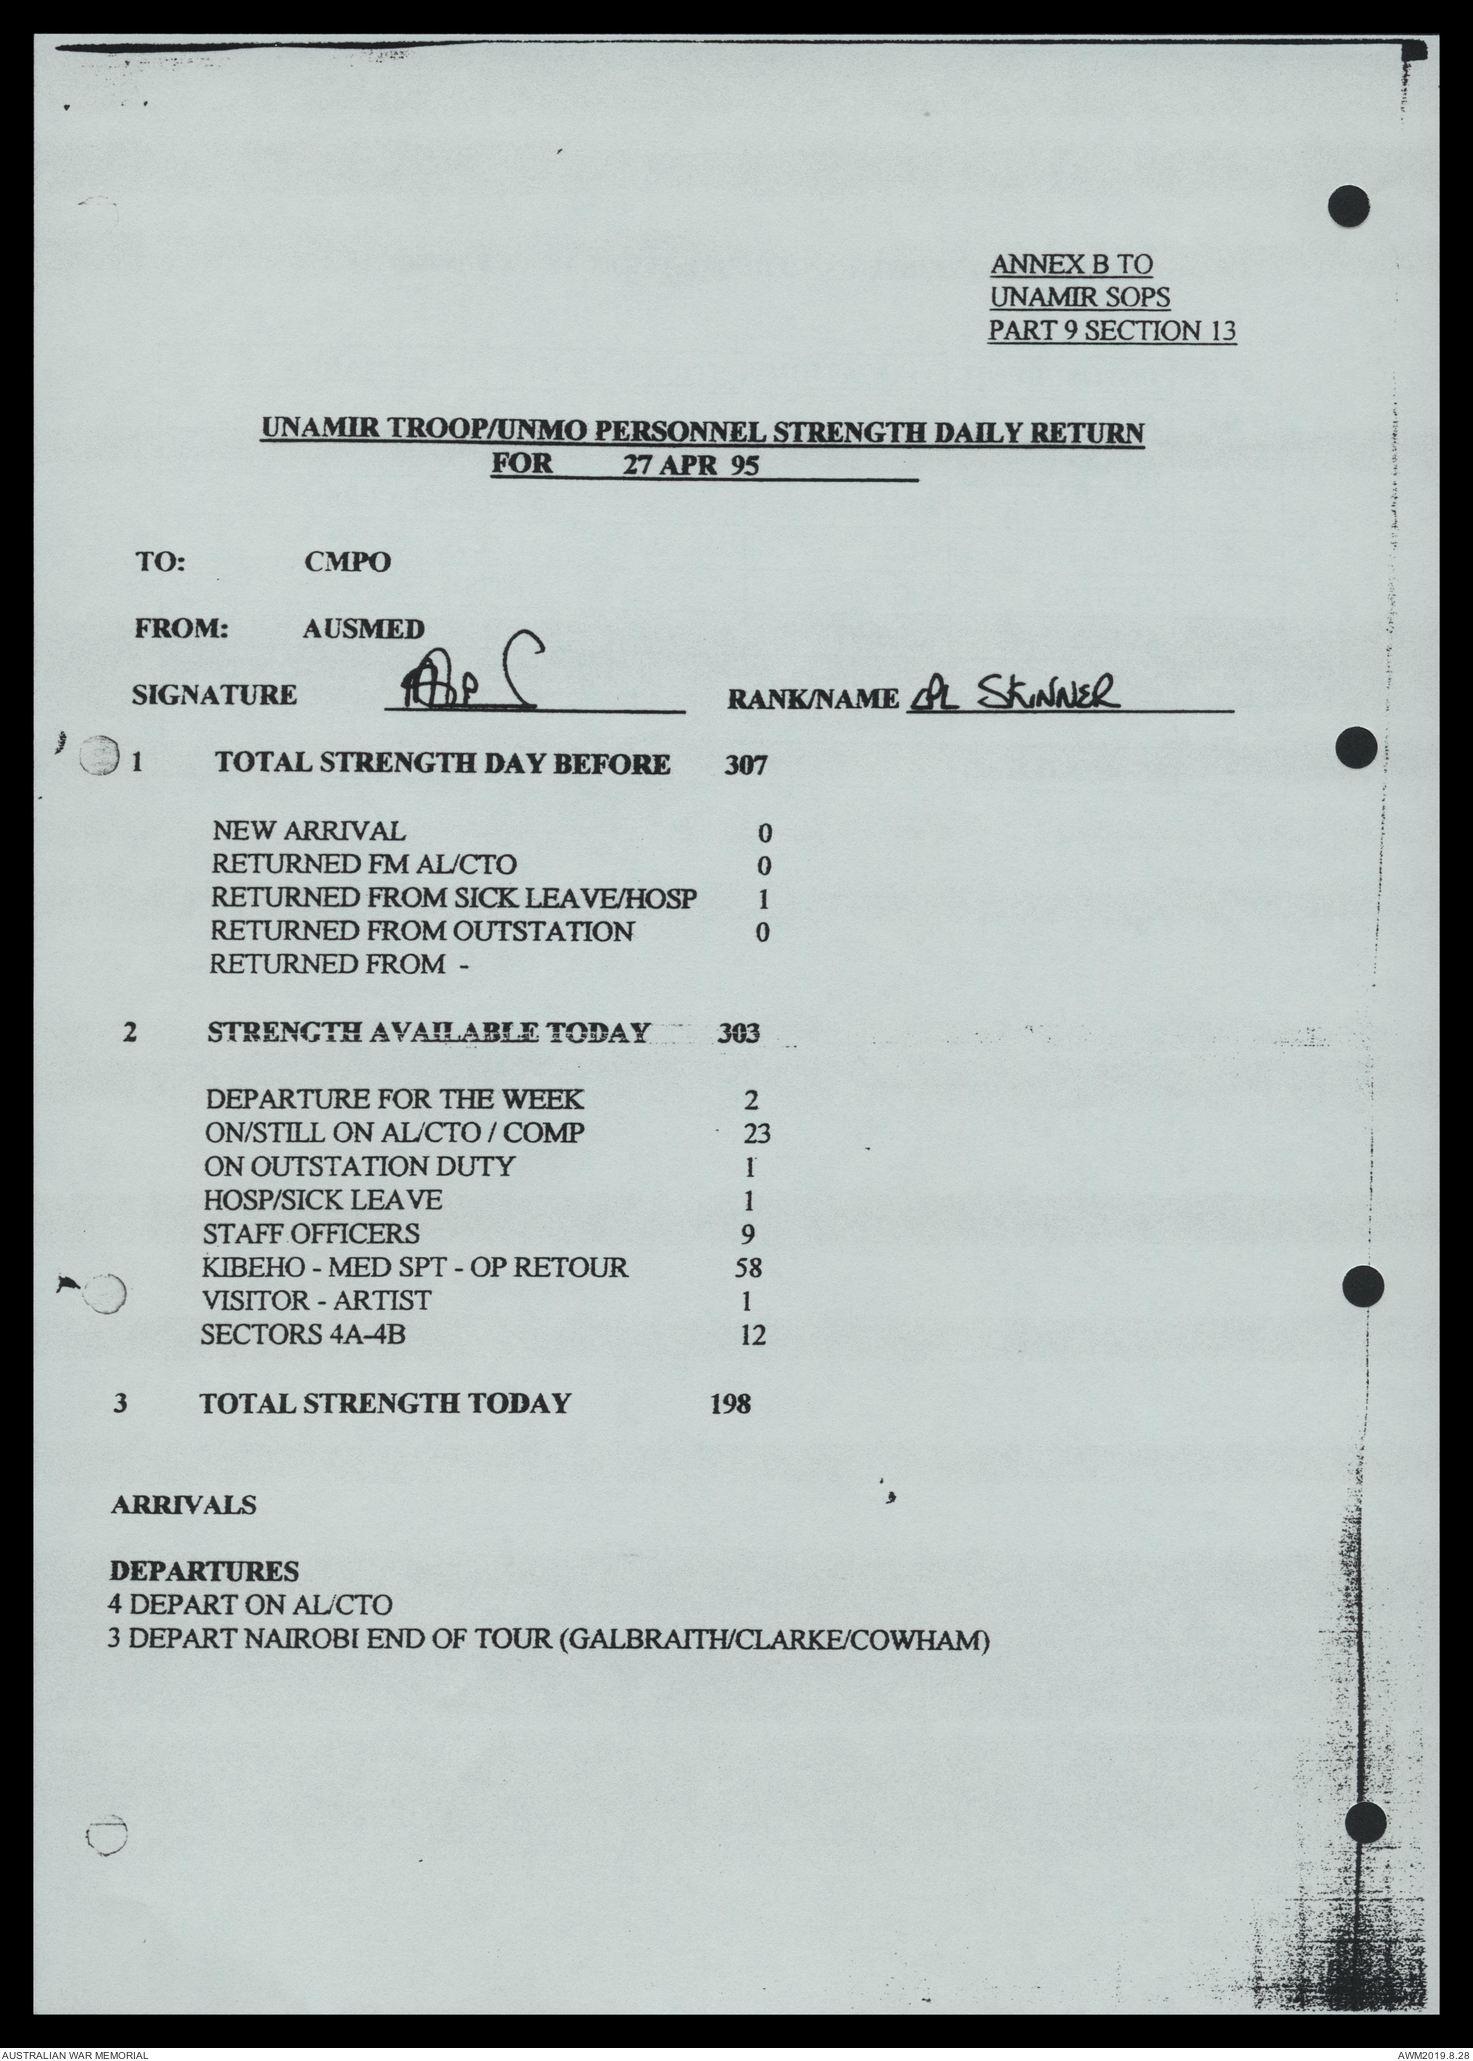 ANNEX B TO
UNAMIR SOPS
PART 9 SECTION 13
UNAMIR TROOP/UNMO PERSONNEL STRENGTH DAILY RETURN
FOR 27 APR 95
TO: CMPO
FROM: AUSMED
SIGNATURE RANK/NAME CPL SKINNER
1 TOTAL STRENGTH DAY BEFORE 307
NEW ARRIVAL 0
RETURNED FM AL/CTO 0
RETURNED FROM SICK LEAVE/HOSP 1
RETURNED FROM OUTSTATION 0
RETURNED FROM -
2 STRENGTH AVAILABLE TODAY 303
DEPARTURE FOR THE WEEK 2
ON/STILL ON AL/CTO / COMP 23
ON OUTSTATION DUTY 1
HOSP/SICK LEAVE 1
STAFF OFFICERS 9
KIBEHO - MED SPT - OP RETOUR 58
VISITOR - ARTIST 1
SECTORS 4A-4B 12
3 TOTAL STRENGTH TODAY 198
ARRIVALS
DEPARTURES
4 DEPART ON AL/CTO
3 DEPART NAIROBI END OF TOUR (GALBRAITH/CLARKE/COWHAM)
AUSTRALIAN WAR MEMORIAL AWM2019.8.28